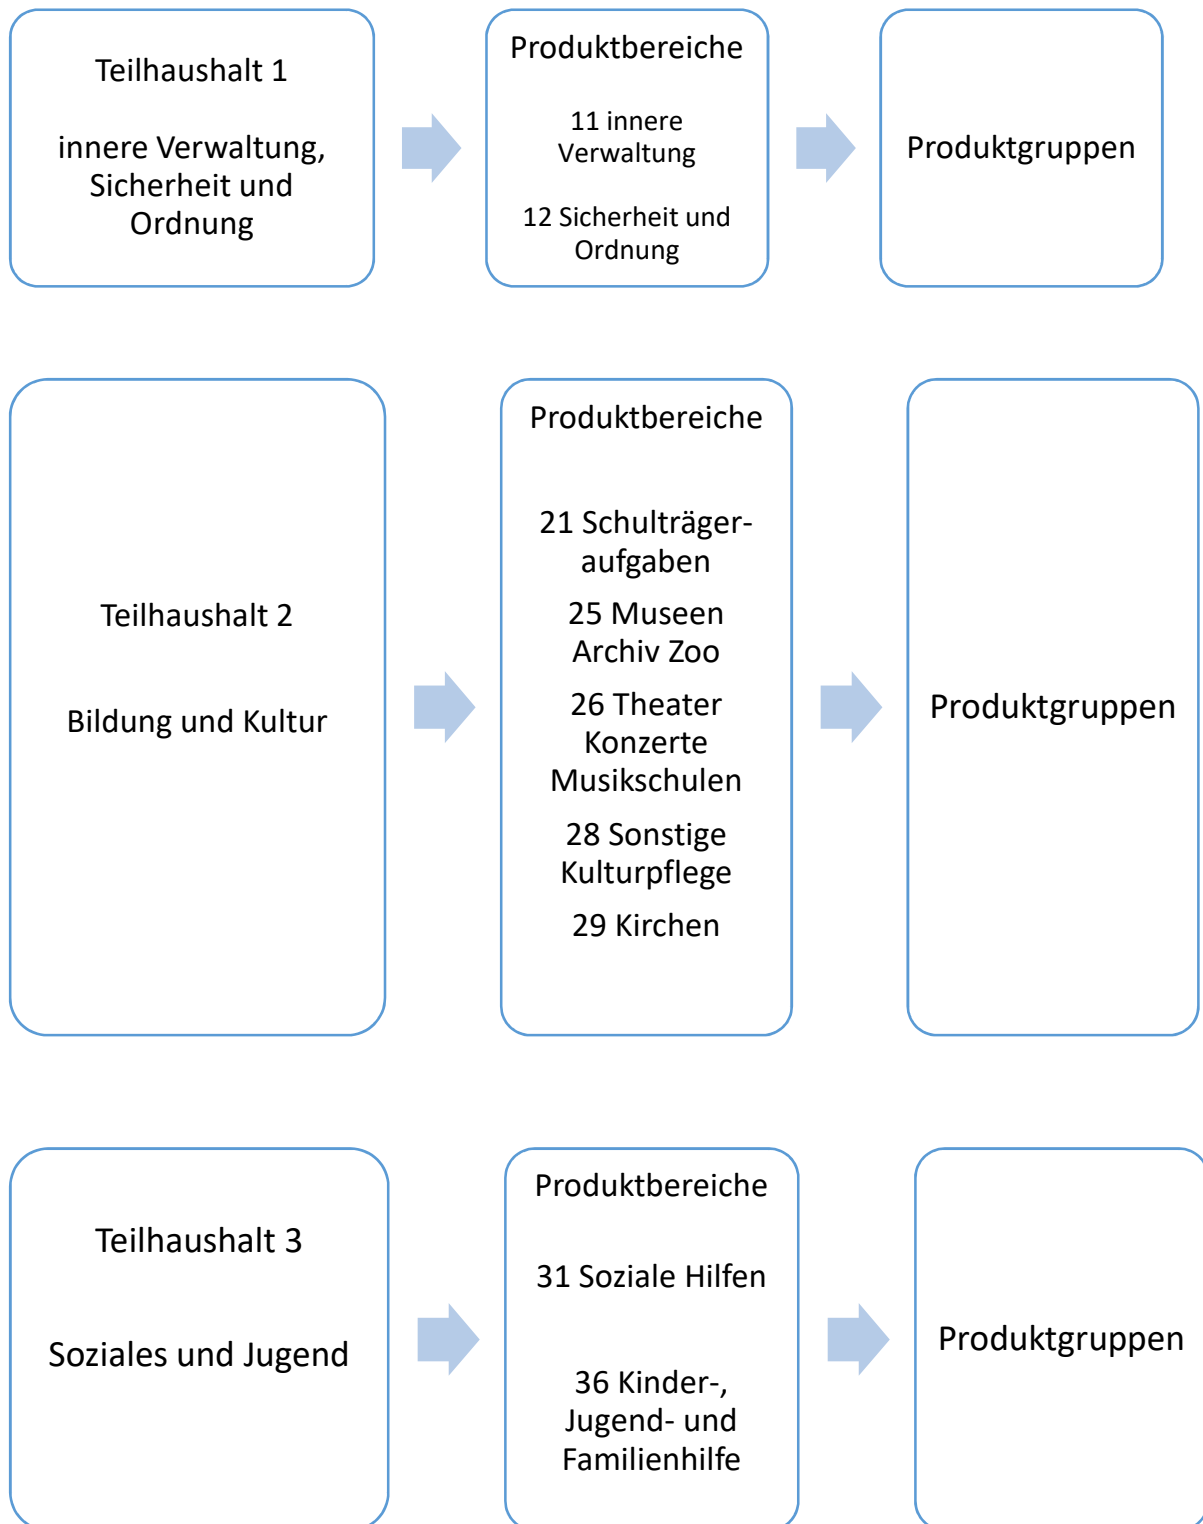 Teilhaushalt 1
innere Verwaltung,
Sicherheit und
Ordnung
Produktbereiche
11 innere
Verwaltung
12 Sicherheit und
Ordnung
Produktgruppen
Teilhaushalt 2
Bildung und Kultur
Produktbereiche
21 Schulträger-
aufgaben
25 Museen
Archiv Zoo
26 Theater
Konzerte
Musikschulen
28 Sonstige
Kulturpflege
29 Kirchen
Produktgruppen
Teilhaushalt 3
Soziales und Jugend
Produktbereiche
31 Soziale Hilfen
36 Kinder-,
Jugend- und
Familienhilfe
Produktgruppen